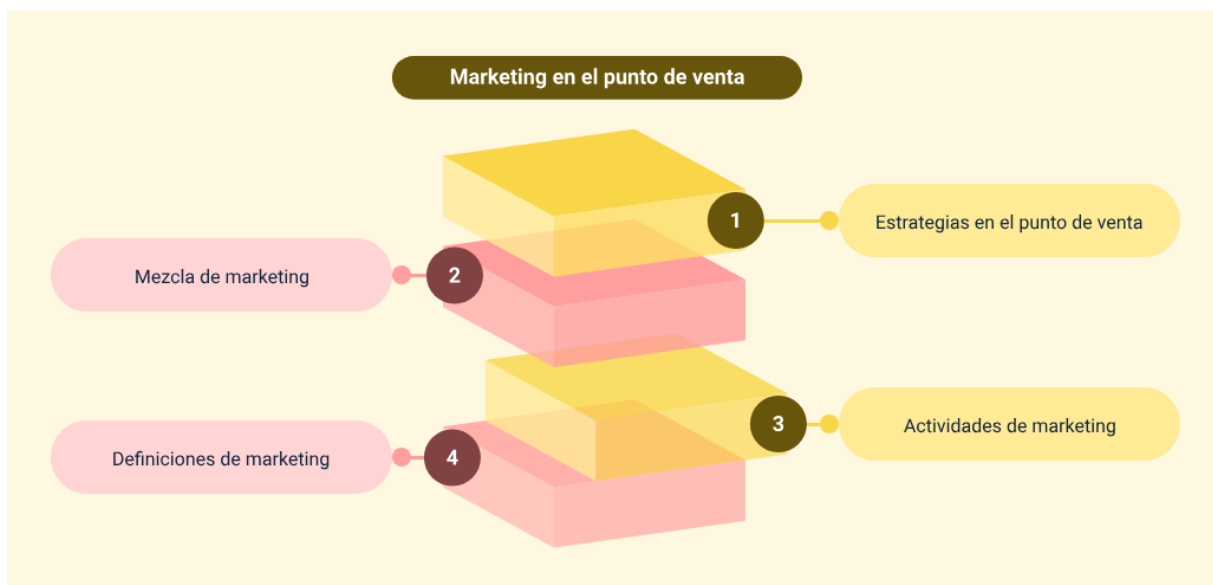 Marketing en el punto de venta
1
Estrategias en el punto de venta
Mezcla de marketing
2
3
Actividades de marketing
Definiciones de marketing
4